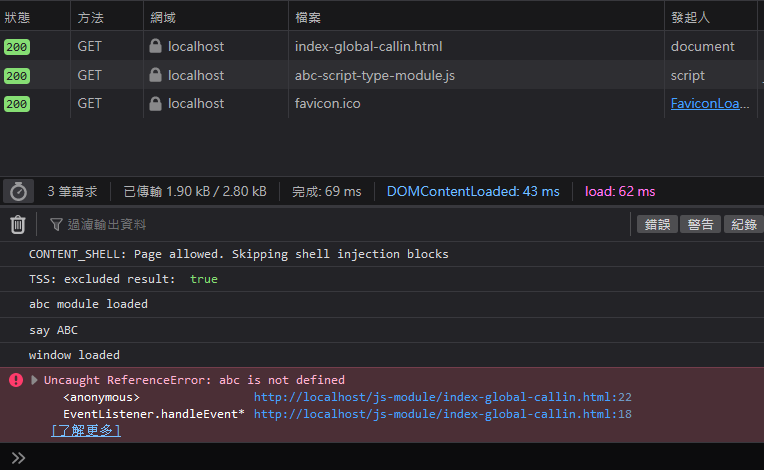 狀態 方法 網域 檔案 發起人
200 GET localhost index-global-callin.html document
200 GET localhost abc-script-type-module.js script
200 GET localhost favicon.ico FaviconLoa…
3 筆請求 已傳輸 1.90 kB / 2.80 kB 完成: 69 ms DOMContentLoaded: 43 ms load: 62 ms
過濾輸出資料 錯誤 警告 紀錄
CONTENT_SHELL: Page allowed. Skipping shell injection blocks
TSS: excluded result: true
abc module loaded
say ABC
window loaded
Uncaught ReferenceError: abc is not defined
<anonymous> http://localhost/js-module/index-global-callin.html:22
EventListener.handleEvent* http://localhost/js-module/index-global-callin.html:18
[了解更多]